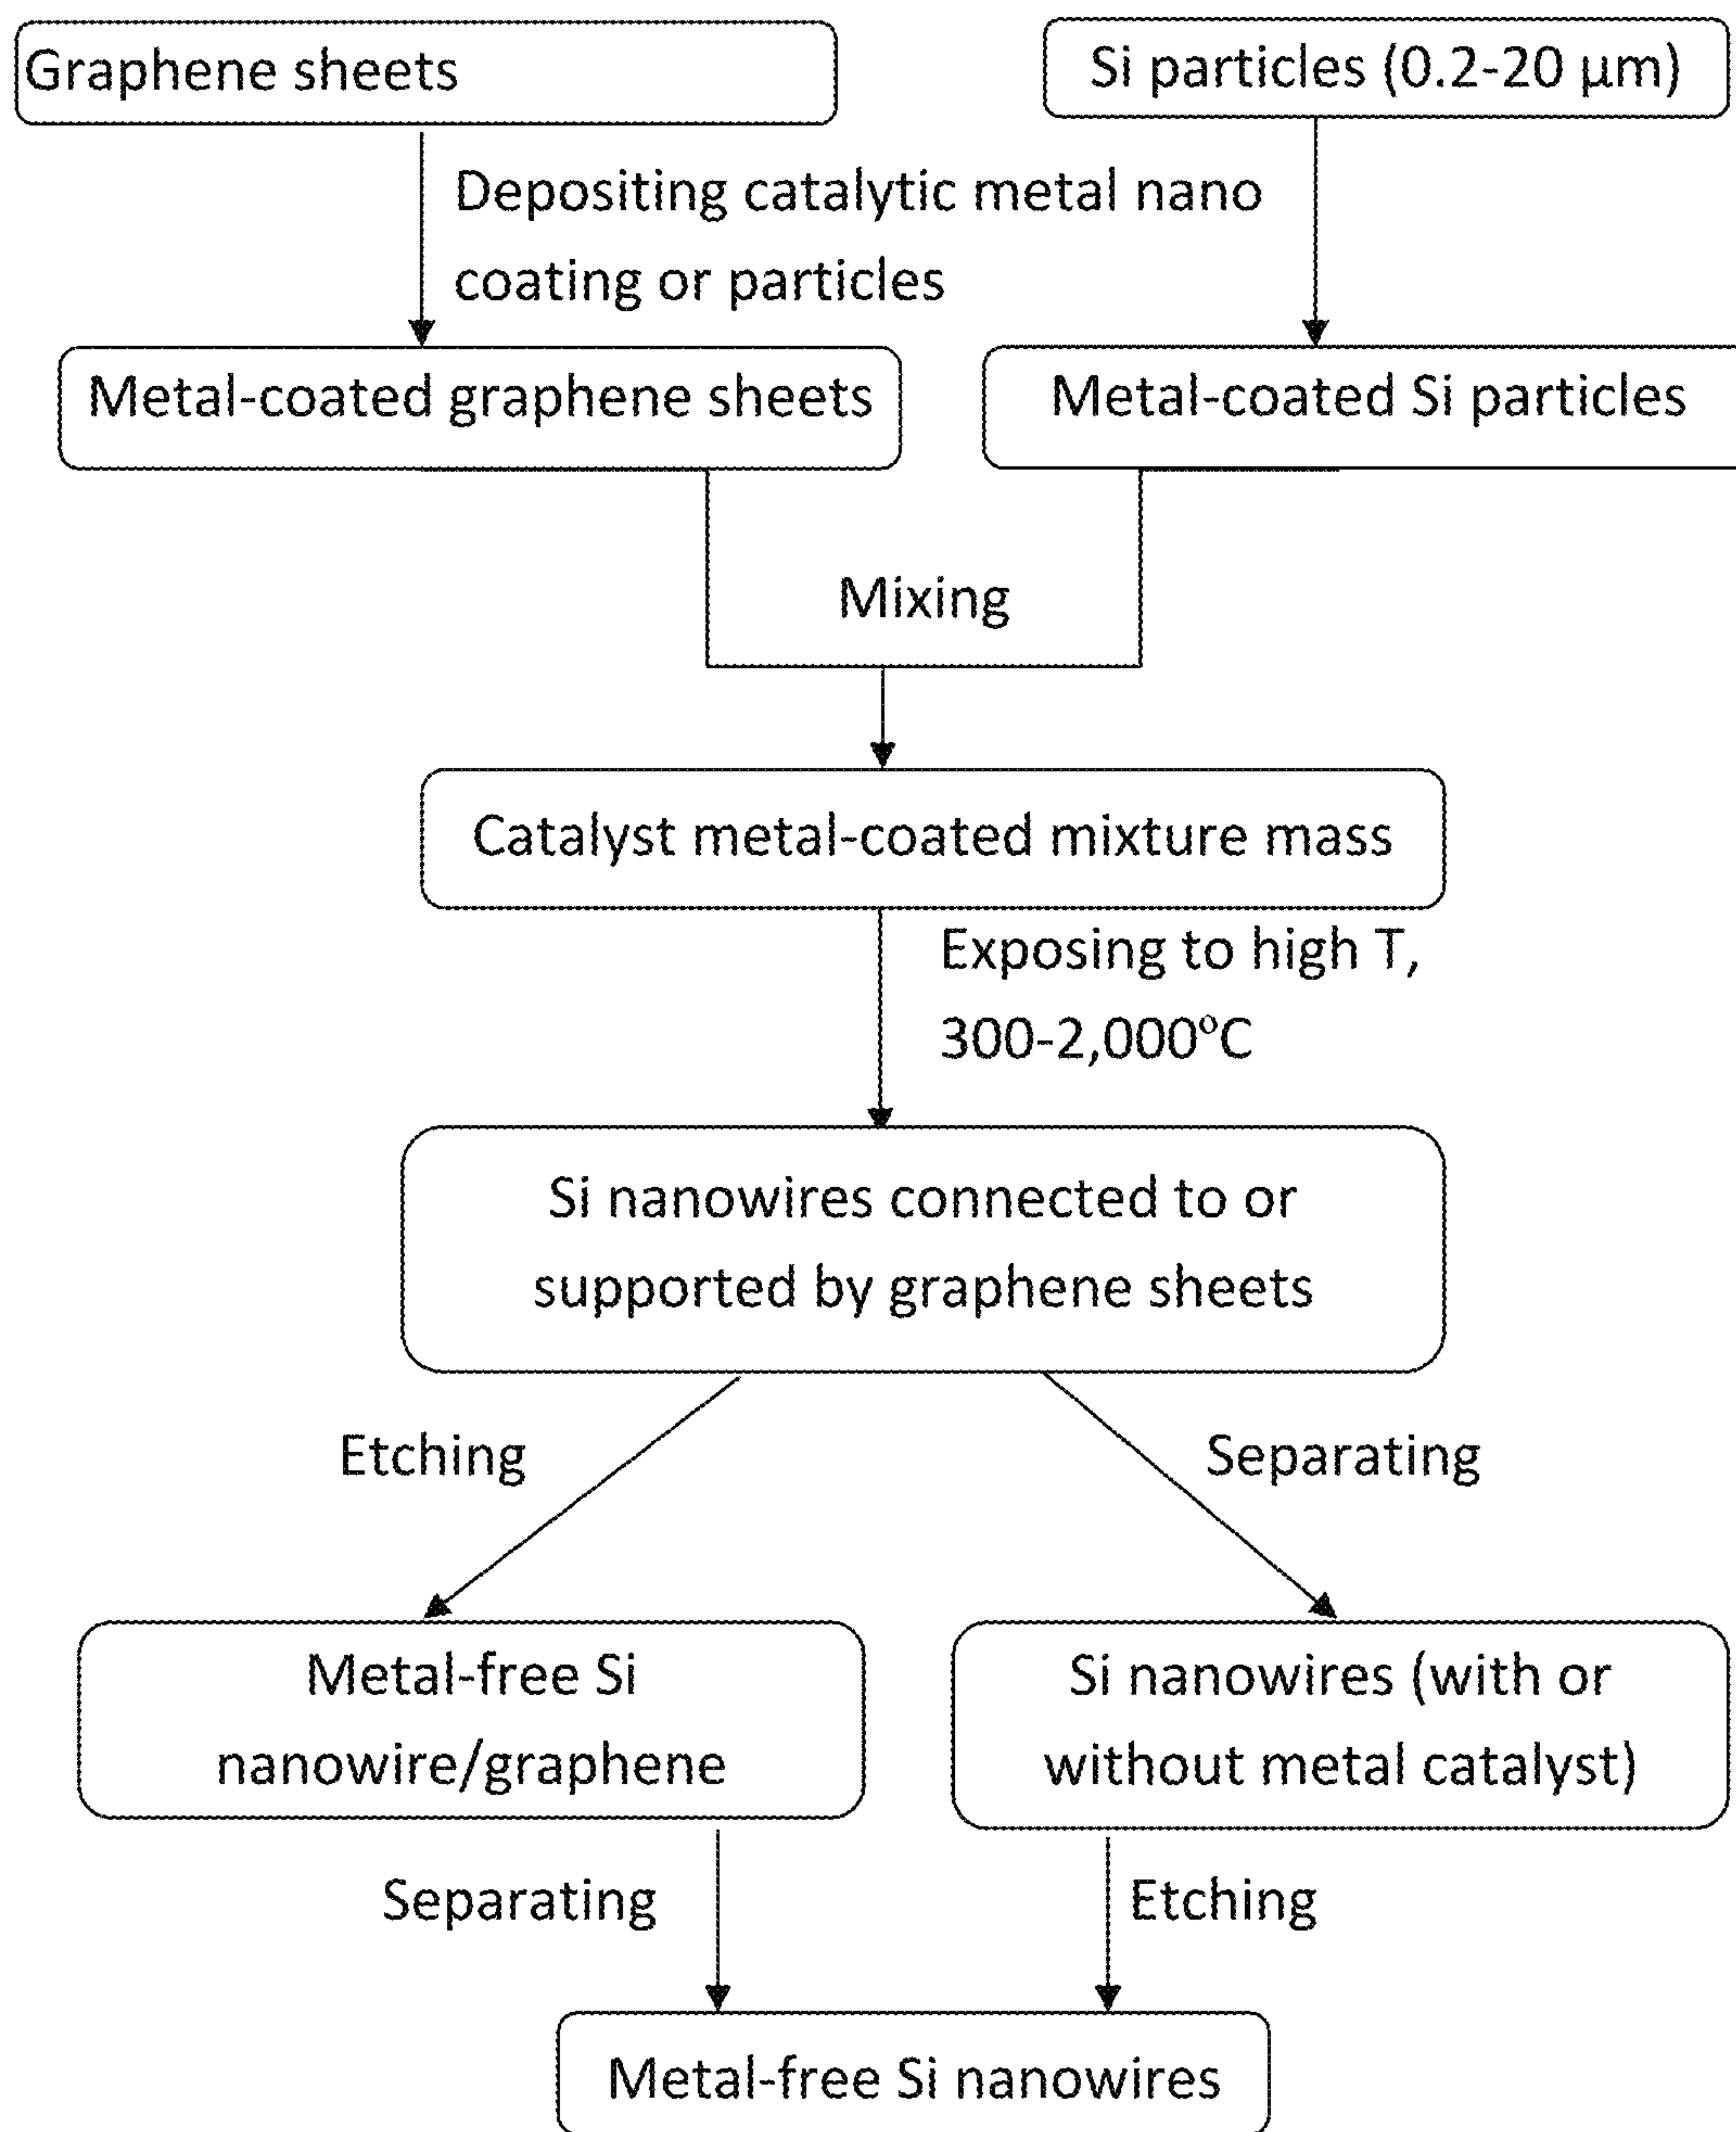 Graphene sheets
Si particles (0.2-20 µm)
Depositing catalytic metal nano
coating or particles
Metal-coated graphene sheets
Metal-coated Si particles
Mixing
Catalyst metal-coated mixture mass
Exposing to high T,
300-2,000°C
Si nanowires connected to or
supported by graphene sheets
Etching
Separating
Metal-free Si
nanowire/graphene
Si nanowires (with or
without metal catalyst)
Separating
Etching
Metal-free Si nanowires